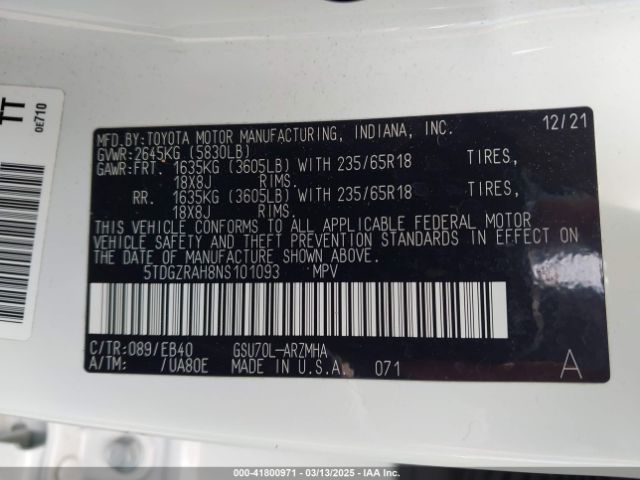 TT
0E710
MFD.BY:TOYOTA MOTOR MANUFACTURING, INDIANA, INC. 12/21
GVWR:2645KG (5830LB)
GAWR:FRT. 1635KG (3605LB) WITH 235/65R18 TIRES,
18X8J RIMS.
RR. 1635KG (3605LB) WITH 235/65R18 TIRES,
18X8J RIMS.
THIS VEHICLE CONFORMS TO ALL APPLICABLE FEDERAL MOTOR
VEHICLE SAFETY AND THEFT PREVENTION STANDARDS IN EFFECT ON
THE DATE OF MANUFACTURE SHOWN ABOVE.
5TDGZRAH8NS101093 MPV
C/TR:089/EB40 GSU70L-ARZMHA
A/TM: /UA80E MADE IN U.S.A. 071 A
000-41800971 - 03/13/2025 - IAA Inc.